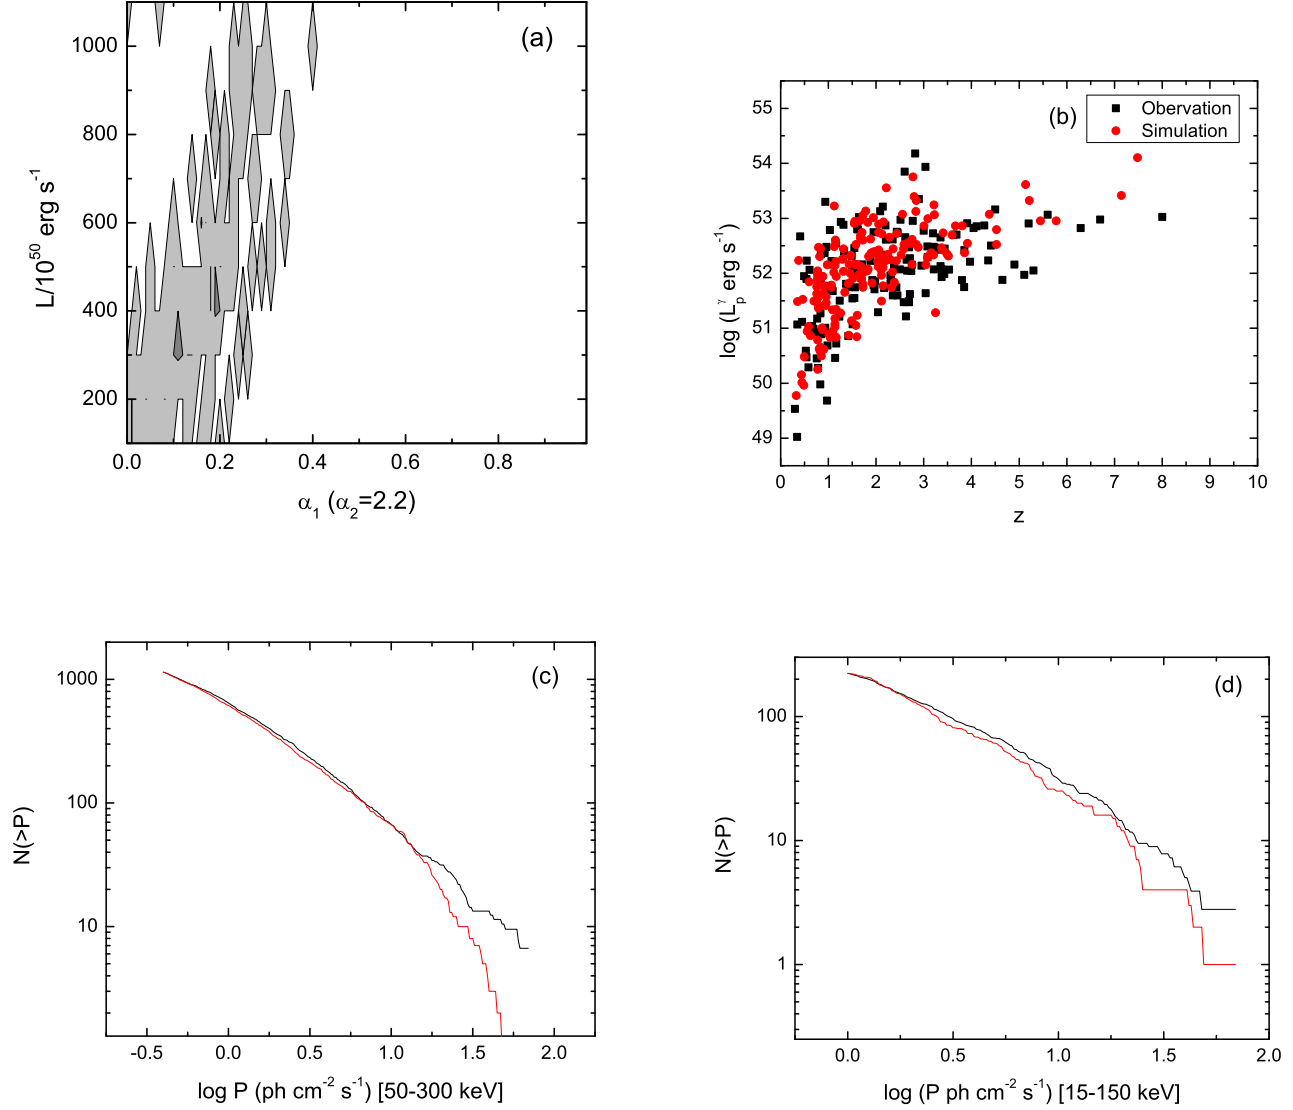 (a)
1000
800
600
400
200
L/10^50 erg s^-1
0.0 0.2 0.4 0.6 0.8
α_1 (α_2=2.2)
(b)
Obervation
Simulation
55
54
53
52
51
50
49
log (L_p^γ erg s^-1)
0 1 2 3 4 5 6 7 8 9 10
z
(c)
1000
100
10
N(>P)
-0.5 0.0 0.5 1.0 1.5 2.0
log P (ph cm^-2 s^-1) [50-300 keV]
(d)
100
10
1
N(>P)
0.0 0.5 1.0 1.5 2.0
log (P ph cm^-2 s^-1) [15-150 keV]